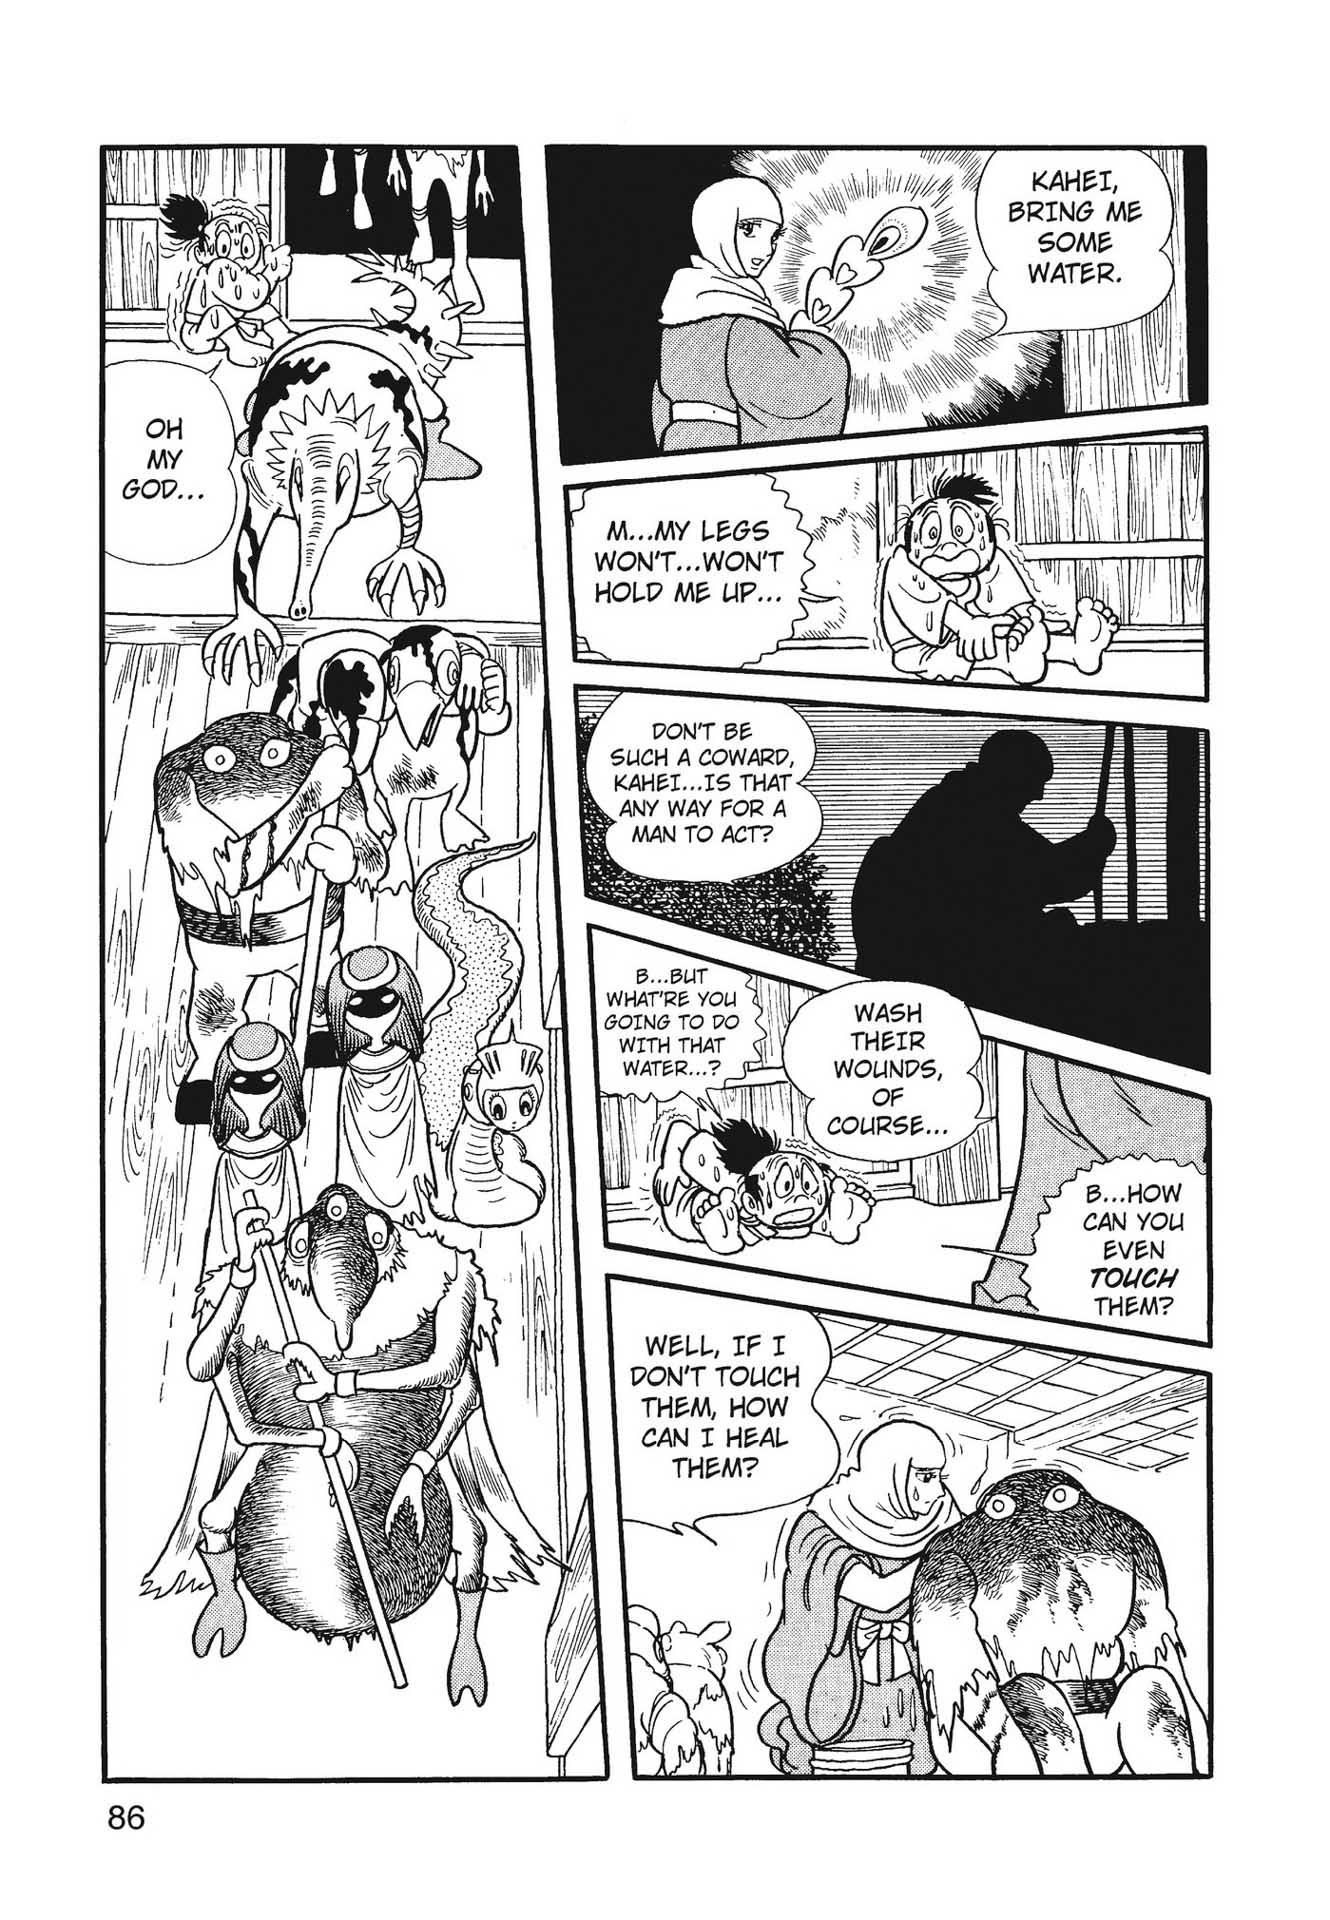 OH
MY
GOD...
KAHEI,
BRING ME
SOME
WATER.
M...MY LEGS
WON'T...WON'T
HOLD ME UP...
DON'T BE
SUCH A COWARD,
KAHEI...IS THAT
ANY WAY FOR A
MAN TO ACT?
B...BUT
WHAT'RE YOU
GOING TO DO
WITH THAT
WATER...?
WASH
THEIR
WOUNDS,
OF
COURSE...
B...HOW
CAN YOU
EVEN
TOUCH
THEM?
WELL, IF I
DON'T TOUCH
THEM, HOW
CAN I HEAL
THEM?
86